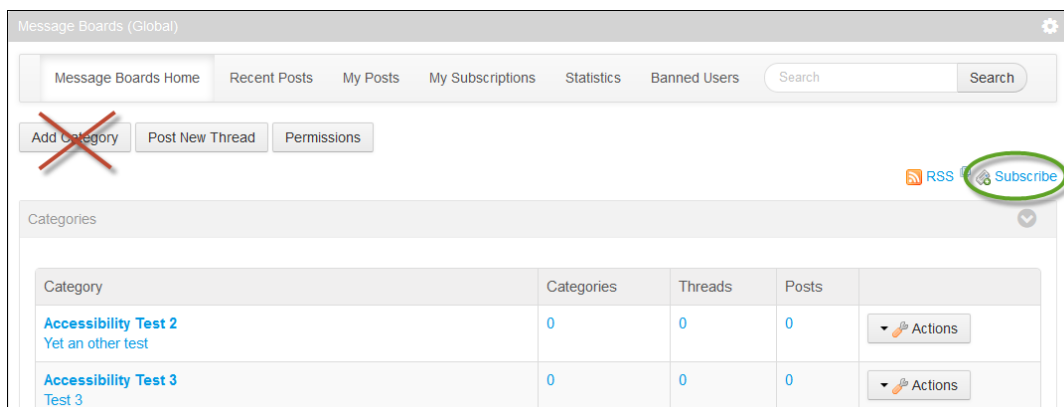 Message Boards (Global)
Message Boards Home Recent Posts My Posts My Subscriptions Statistics Banned Users Search Search
Add Category Post New Thread Permissions
RSS Subscribe
Categories
Category Categories Threads Posts
Accessibility Test 2 0 0 0 Actions
Yet an other test
Accessibility Test 3 0 0 0 Actions
Test 3